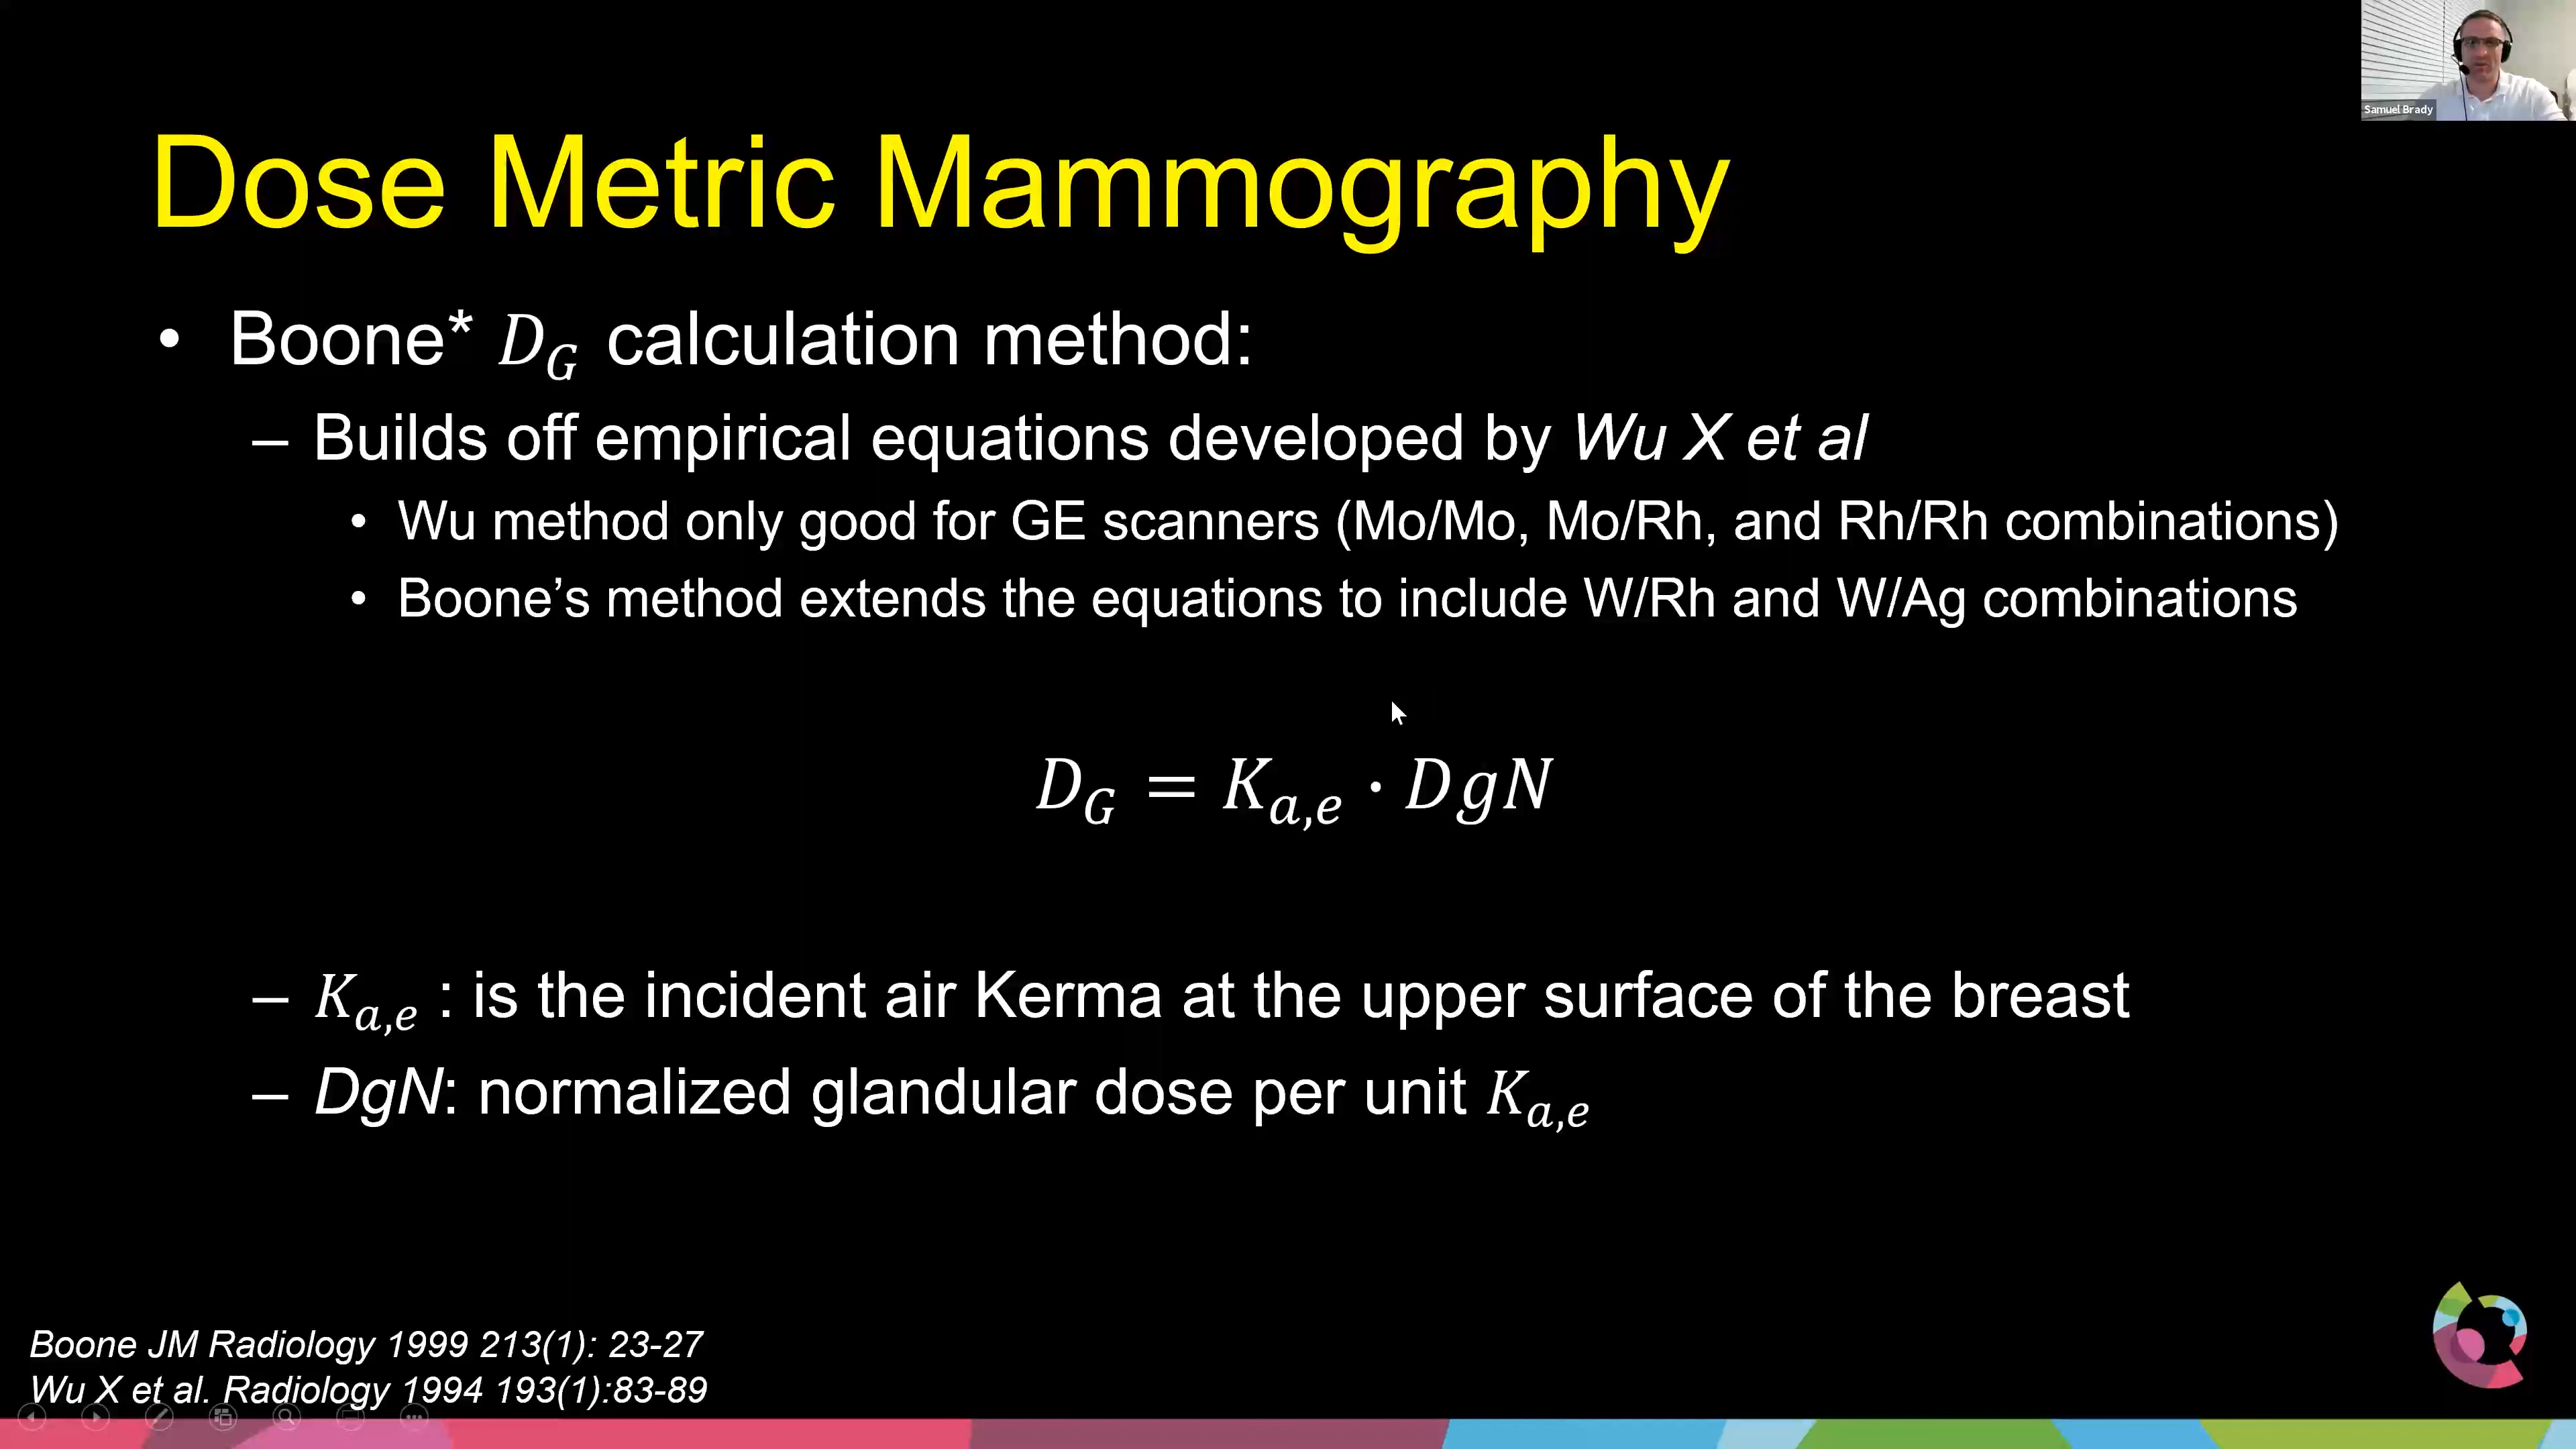 Samuel Brady
Dose Metric Mammography
• Boone* D_G calculation method:
– Builds off empirical equations developed by Wu X et al
• Wu method only good for GE scanners (Mo/Mo, Mo/Rh, and Rh/Rh combinations)
• Boone’s method extends the equations to include W/Rh and W/Ag combinations
D_G = K_{a,e} · DgN
– K_{a,e} : is the incident air Kerma at the upper surface of the breast
– DgN: normalized glandular dose per unit K_{a,e}
Boone JM Radiology 1999 213(1): 23-27
Wu X et al. Radiology 1994 193(1):83-89